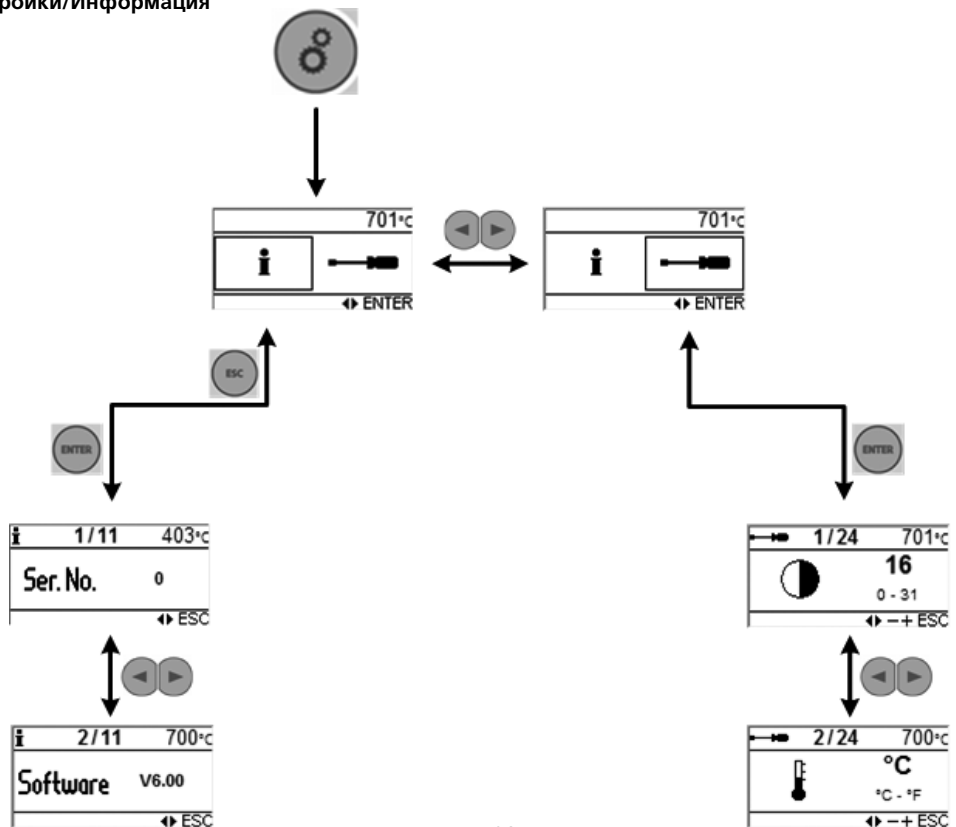 ройки/Информация
701°C
701°C
i
i
◂▸ ENTER
◂▸ ENTER
ESC
ENTER
ENTER
i 1/11 403°C
Ser. No. 0
◂▸ ESC
1/24 701°C
16
0 - 31
◂▸ – + ESC
i 2/11 700°C
Software V6.00
◂▸ ESC
2/24 700°C
°C
°C - °F
◂▸ – + ESC